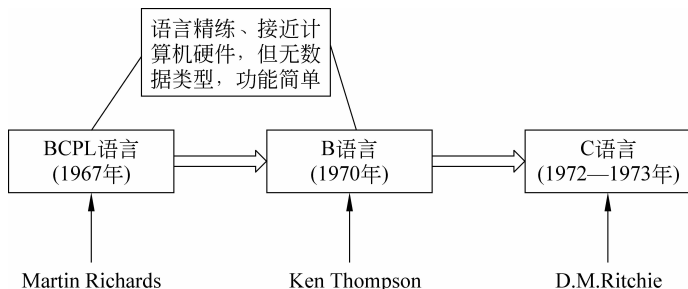 语言精练、接近计
算机硬件，但无数
据类型，功能简单
BCPL语言
(1967年)
B语言
(1970年)
C语言
(1972—1973年)
Martin Richards
Ken Thompson
D.M.Ritchie